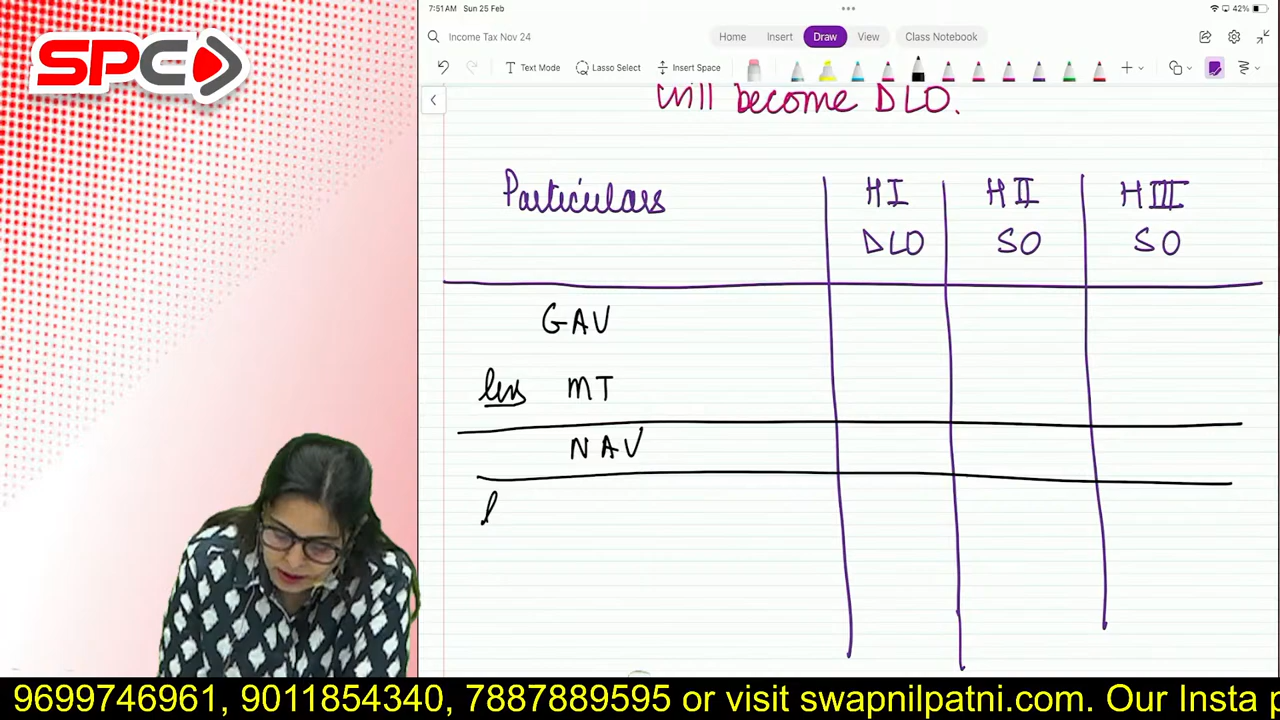 7:51 AM Sun 25 Feb
42%
SPC
Income Tax Nov 24
Home Insert Draw View Class Notebook
Text Mode Lasso Select Insert Space
will become DLO.
Particulars HI HII HIII
DLO SO SO
GAV
less MT
NAV
l
9699746961, 9011854340, 7887889595 or visit swapnilpatni.com. Our Insta p